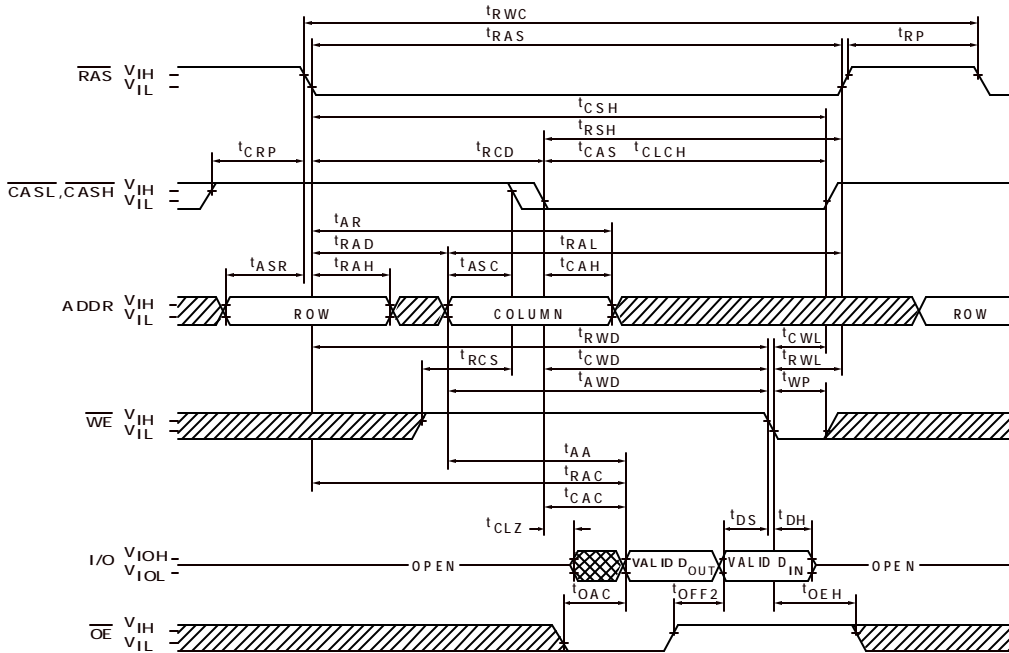 tRWC
tRAS tRP
RAS VIH
VIL
tCSH
tRSH
tCRP tRCD tCAS tCLCH
CASL,CASH VIH
VIL
tAR
tRAD tRAL
tASR tRAH tASC tCAH
ADDR VIH
VIL
ROW COLUMN ROW
tRWD tCWL
tRCS tCWD tRWL
tAWD tWP
WE VIH
VIL
tAA
tRAC
tCAC
tCLZ tDS tDH
I/O VIOH
VIOL
OPEN VALID DOUT VALID DIN OPEN
tOAC tOFF2 tOEH
OE VIH
VIL